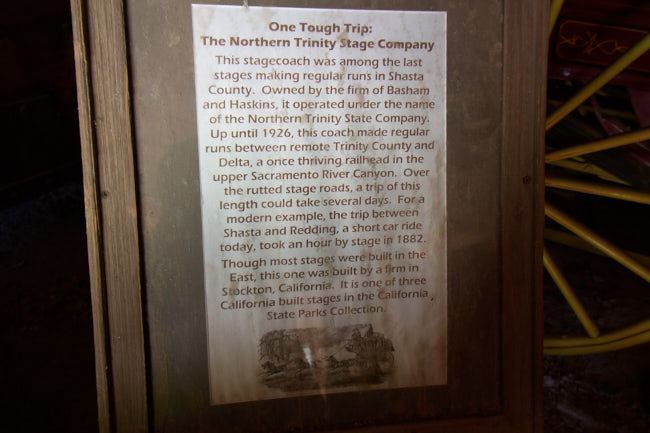 One Tough Trip:
The Northern Trinity Stage Company
This stagecoach was among the last
stages making regular runs in Shasta
County. Owned by the firm of Basham
and Haskins, it operated under the name
of the Northern Trinity State Company.
Up until 1926, this coach made regular
runs between remote Trinity County and
Delta, a once thriving railhead in the
upper Sacramento River Canyon. Over
the rutted stage roads, a trip of this
length could take several days. For a
modern example, the trip between
Shasta and Redding, a short car ride
today, took an hour by stage in 1882.
Though most stages were built in the
East, this one was built by a firm in
Stockton, California. It is one of three
California built stages in the California
State Parks Collection.